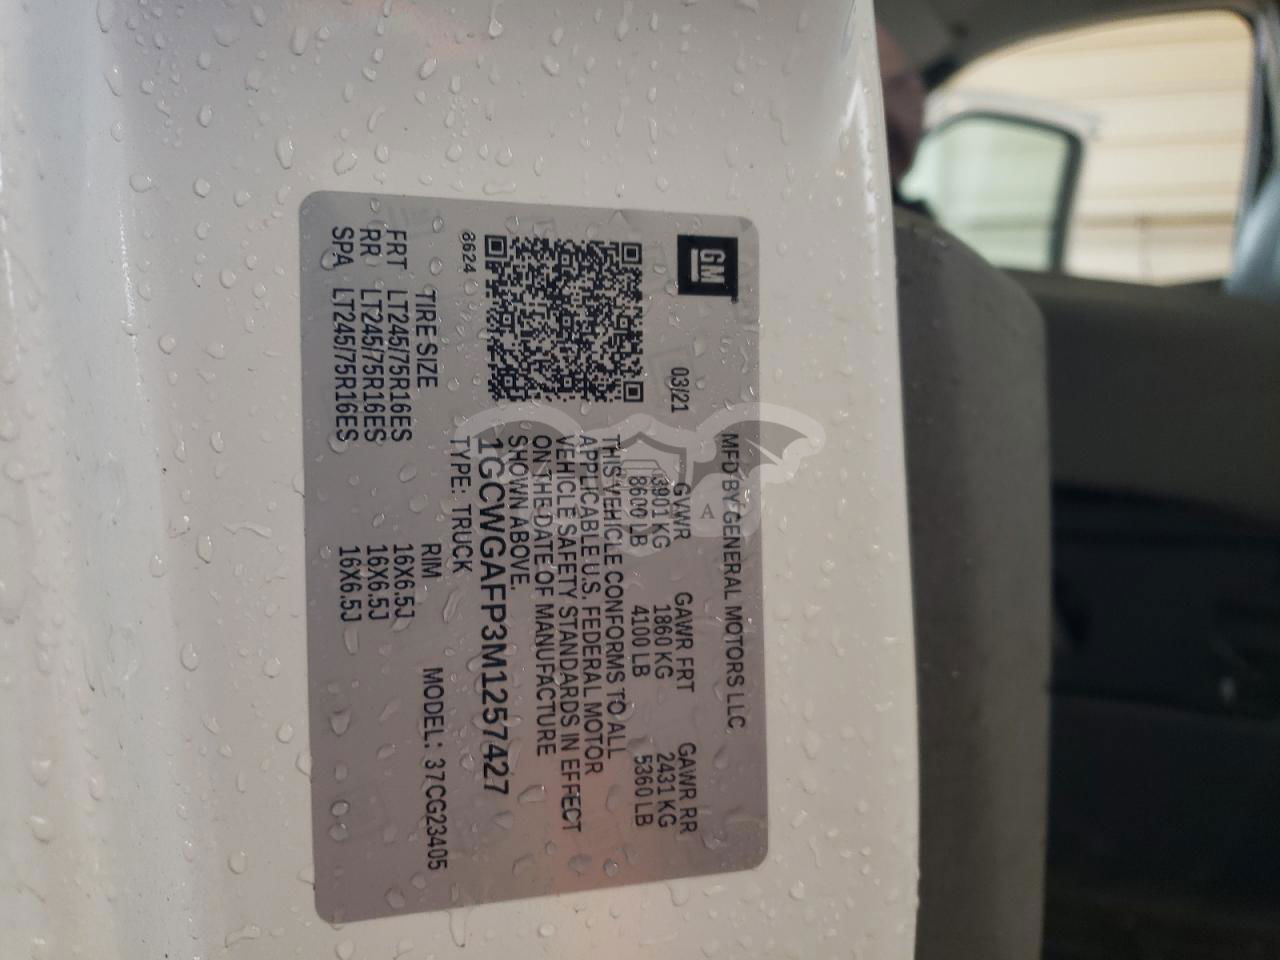 GM
MFD BY GENERAL MOTORS LLC
03/21 GVWR GAWR FRT GAWR RR
3901 KG 1860 KG 2431 KG
8600 LB 4100 LB 5360 LB
THIS VEHICLE CONFORMS TO ALL
APPLICABLE U.S. FEDERAL MOTOR
VEHICLE SAFETY STANDARDS IN EFFECT
ON THE DATE OF MANUFACTURE
SHOWN ABOVE.
1GCWGAFP3M1257427
8624 TYPE: TRUCK
TIRE SIZE RIM MODEL: 37CG23405
FRT LT245/75R16ES 16X6.5J
RR LT245/75R16ES 16X6.5J
SPA LT245/75R16ES 16X6.5J